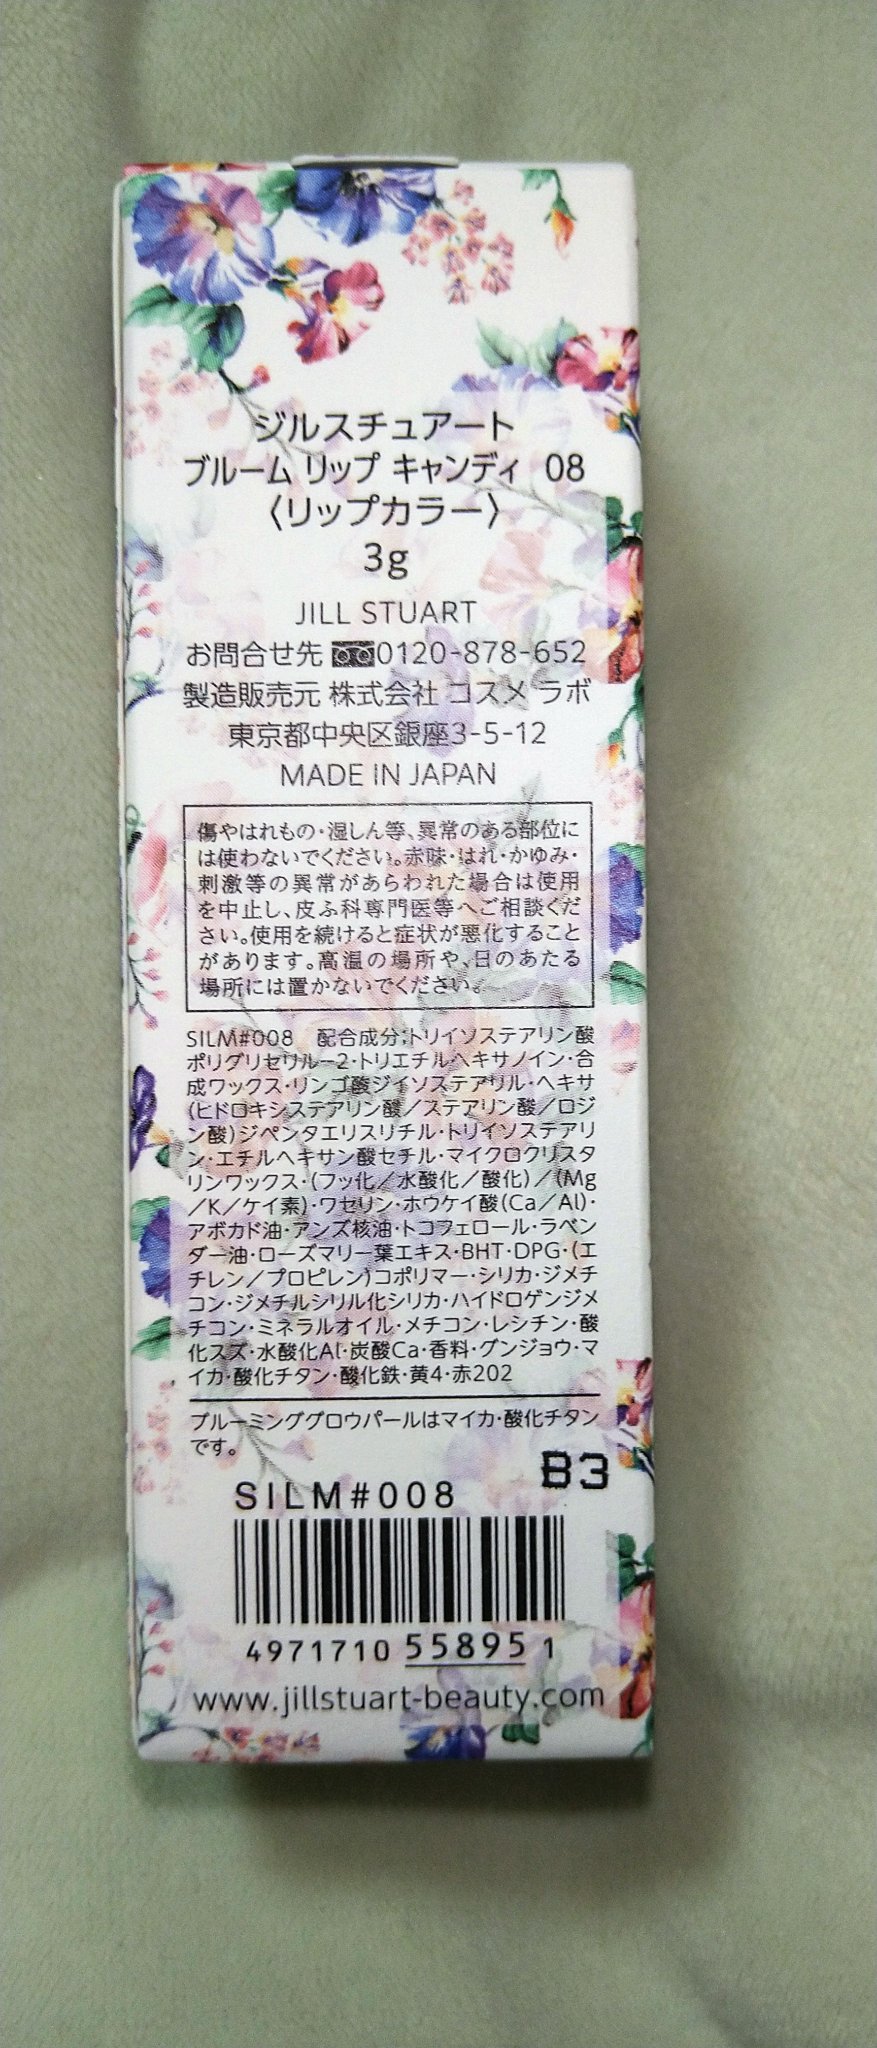 ジルスチュアート
ブルーム リップ キャンディ 08
〈リップカラー〉
3g
JILL STUART
お問合せ先 0120-878-652
製造販売元 株式会社 コスメ ラボ
東京都中央区銀座3-5-12
MADE IN JAPAN
傷やはれもの・湿しん等、異常のある部位に
は使わないでください。赤味・はれ・かゆみ・
刺激等の異常があらわれた場合は使用
を中止し、皮ふ科専門医等へご相談くだ
さい。使用を続けると症状が悪化すること
があります。高温の場所や、日のあたる
場所には置かないでください。
SILM#008 配合成分:トリイソステアリン酸
ポリグリセリル-2・トリエチルヘキサノイン・合
成ワックス・リンゴ酸ジイソステアリル・ヘキサ
(ヒドロキシステアリン酸/ステアリン酸/ロジ
ン酸)ジペンタエリスリチル・トリイソステアリ
ン・エチルヘキサン酸セチル・マイクロクリスタ
リンワックス・(フッ化/水酸化/酸化)/(Mg
/K/ケイ素)・ワセリン・ホウケイ酸(Ca/Al)・
アボカド油・アンズ核油・トコフェロール・ラベン
ダー油・ローズマリー葉エキス・BHT・DPG・(エ
チレン/プロピレン)コポリマー・シリカ・ジメチ
コン・ジメチルシリル化シリカ・ハイドロゲンジメ
チコン・ミネラルオイル・メチコン・レシチン・酸
化スズ・水酸化Al・炭酸Ca・香料・グンジョウ・マ
イカ・酸化チタン・酸化鉄・黄4・赤202
ブルーミンググロウパールはマイカ・酸化チタン
です。
B3
SILM#008
4971710 55895 1
www.jillstuart-beauty.com